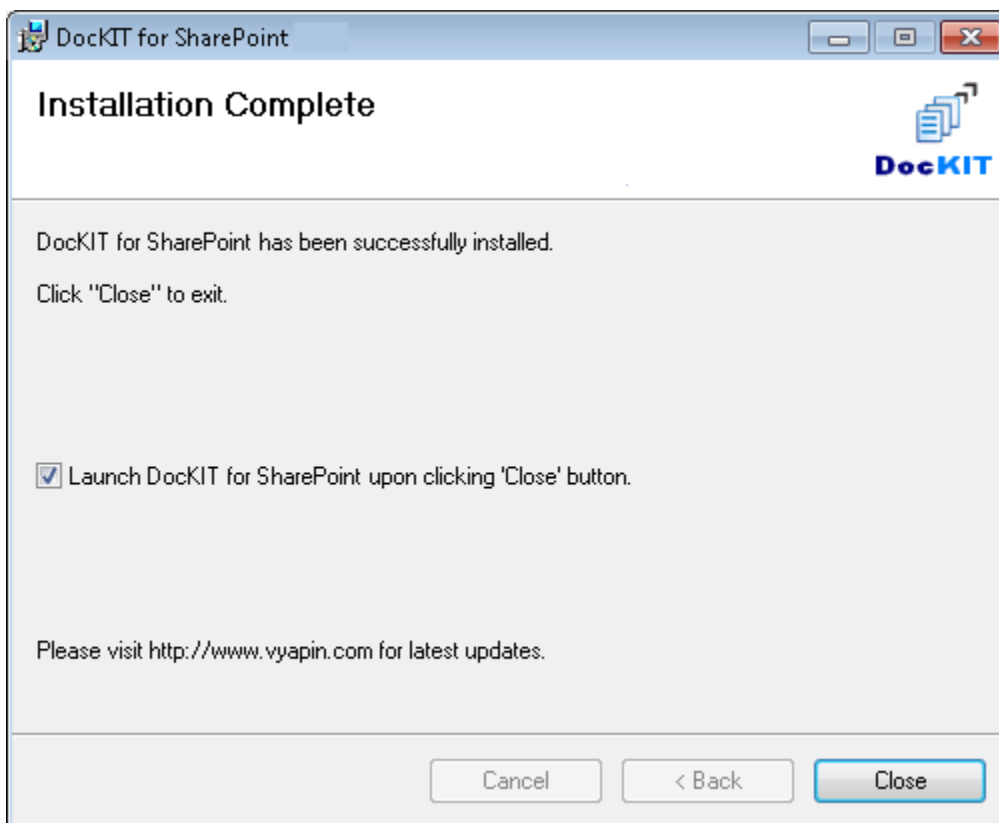 DocKIT for SharePoint
Installation Complete
DocKIT
DocKIT for SharePoint has been successfully installed.
Click "Close" to exit.
Launch DocKIT for SharePoint upon clicking 'Close' button.
Please visit http://www.vyapin.com for latest updates.
Cancel
< Back
Close